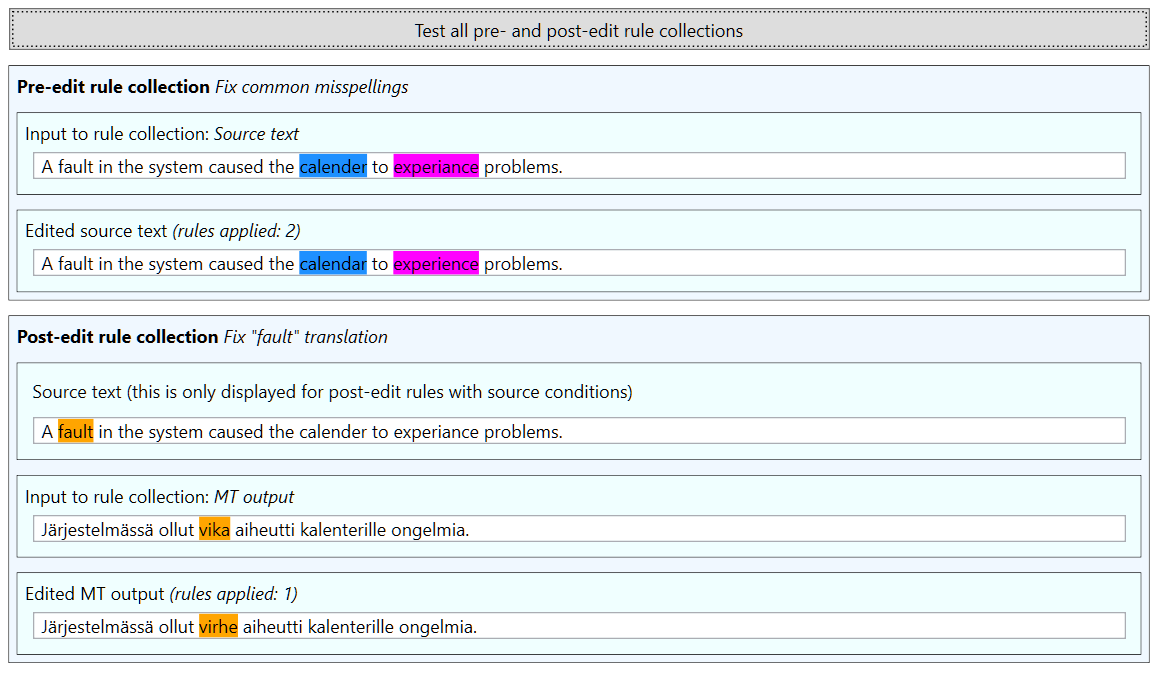 Test all pre- and post-edit rule collections
Pre-edit rule collection Fix common misspellings
Input to rule collection: Source text
A fault in the system caused the calender to experiance problems.
Edited source text (rules applied: 2)
A fault in the system caused the calendar to experience problems.
Post-edit rule collection Fix "fault" translation
Source text (this is only displayed for post-edit rules with source conditions)
A fault in the system caused the calender to experiance problems.
Input to rule collection: MT output
Järjestelmässä ollut vika aiheutti kalenterille ongelmia.
Edited MT output (rules applied: 1)
Järjestelmässä ollut virhe aiheutti kalenterille ongelmia.